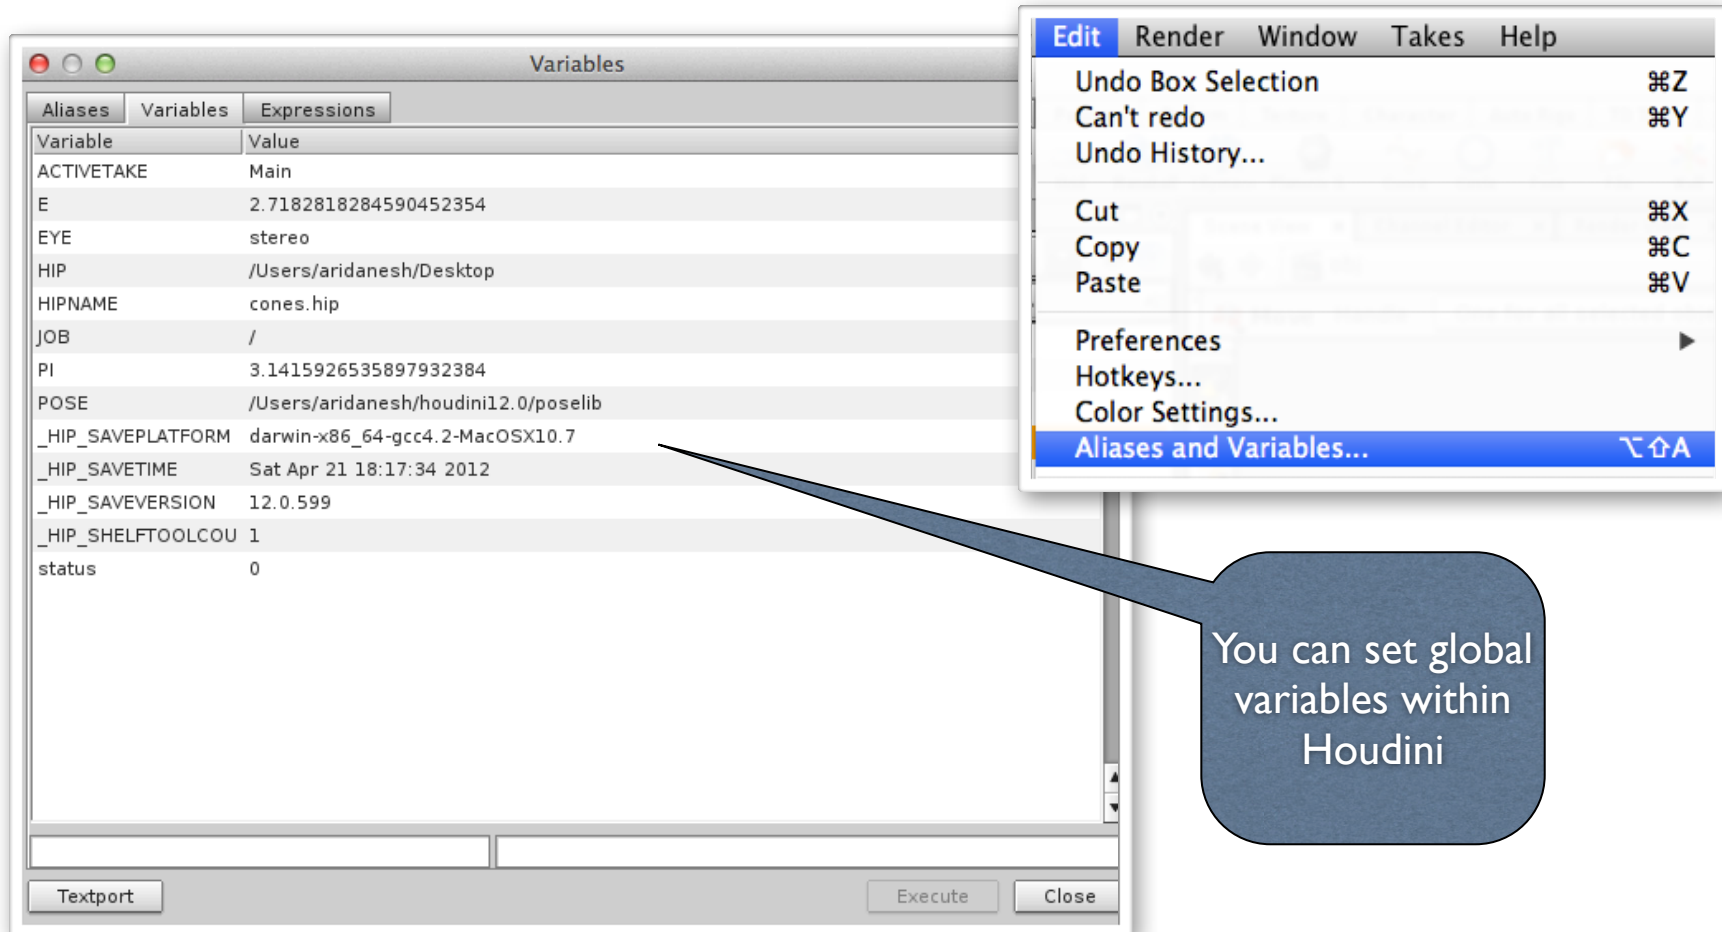 Variables
Aliases Variables Expressions
Variable Value
ACTIVETAKE Main
E 2.7182818284590452354
EYE stereo
HIP /Users/aridanesh/Desktop
HIPNAME cones.hip
JOB /
PI 3.1415926535897932384
POSE /Users/aridanesh/houdini12.0/poselib
_HIP_SAVEPLATFORM darwin-x86_64-gcc4.2-MacOSX10.7
_HIP_SAVETIME Sat Apr 21 18:17:34 2012
_HIP_SAVEVERSION 12.0.599
_HIP_SHELFTOOLCOU 1
status 0
Textport Execute Close
Edit Render Window Takes Help
Undo Box Selection ⌘Z
Can't redo ⌘Y
Undo History...
Cut ⌘X
Copy ⌘C
Paste ⌘V
Preferences ▶
Hotkeys...
Color Settings...
Aliases and Variables... ⌥⇧A
You can set global
variables within
Houdini